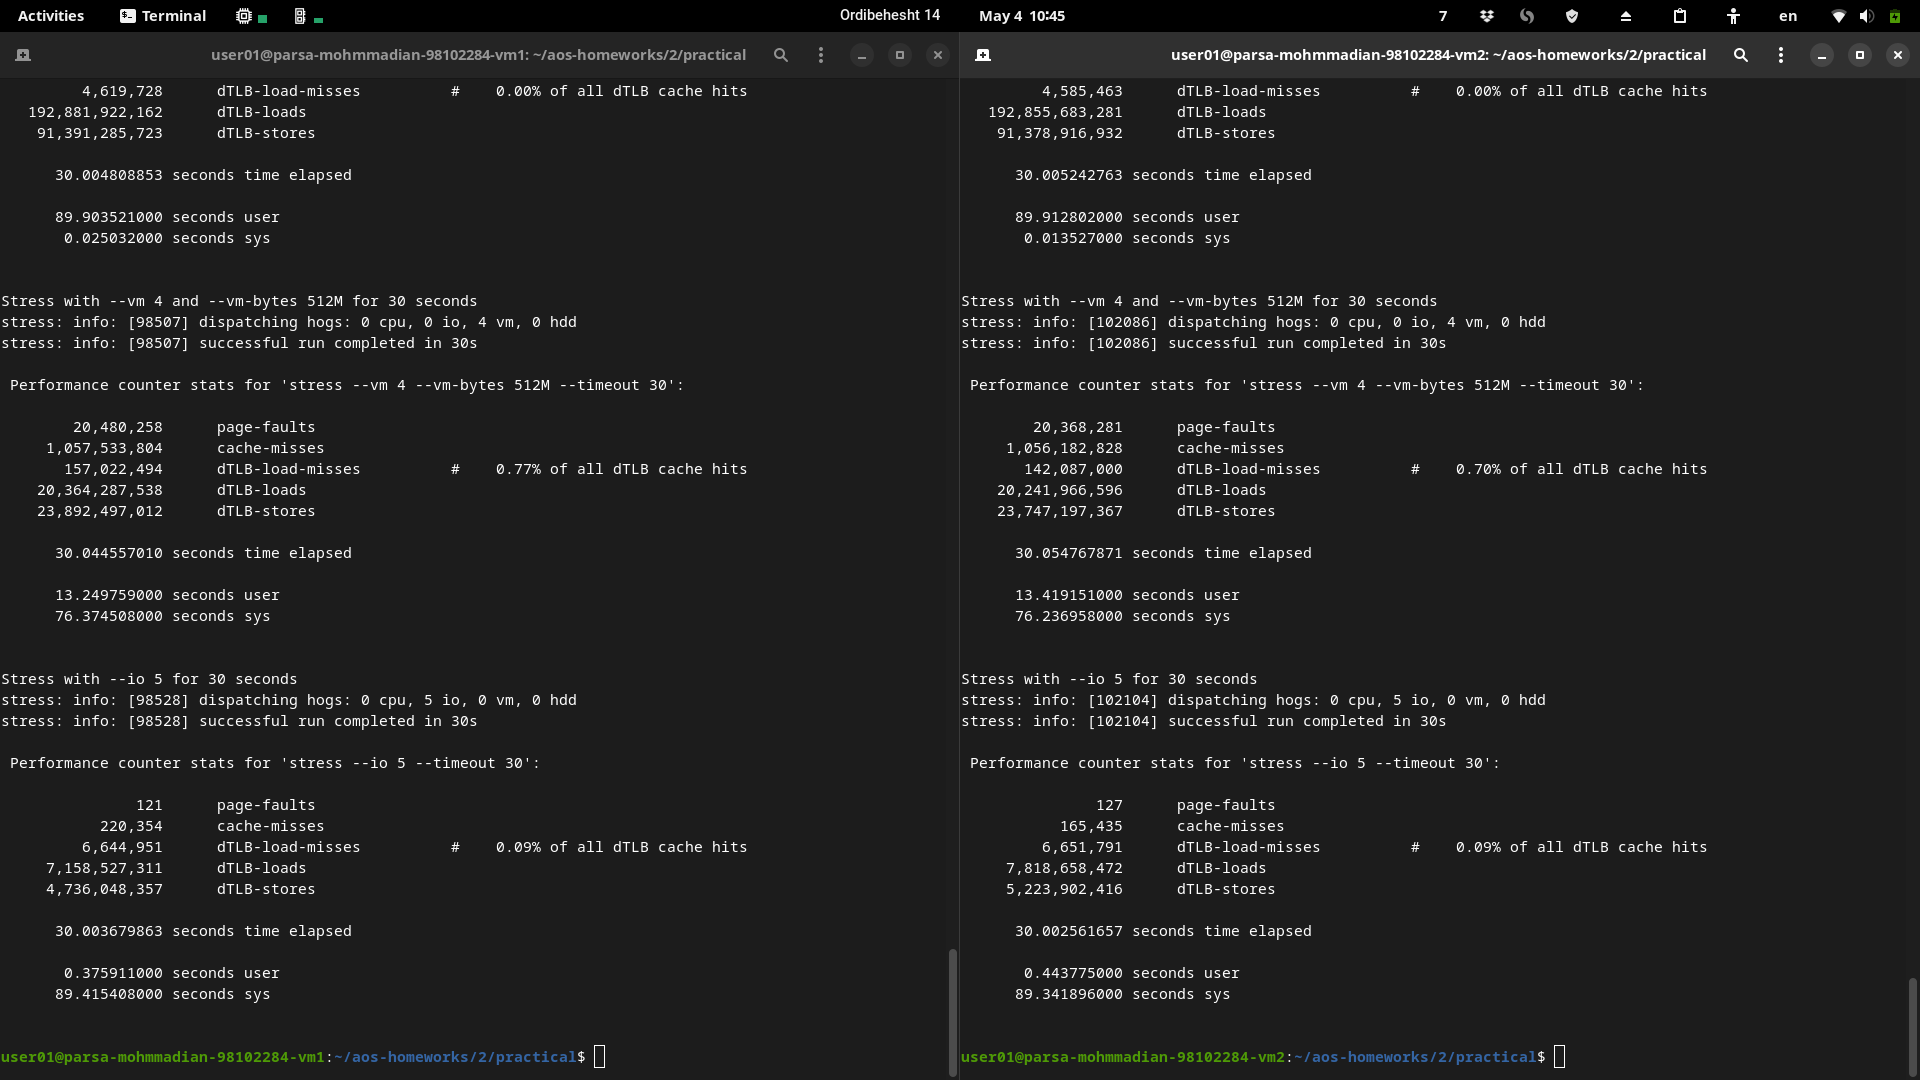 Activities Terminal Ordibehesht 14 May 4 10:45 7 en
user01@parsa-mohmmadian-98102284-vm1: ~/aos-homeworks/2/practical
4,619,728 dTLB-load-misses # 0.00% of all dTLB cache hits
192,881,922,162 dTLB-loads
91,391,285,723 dTLB-stores
30.004808853 seconds time elapsed
89.903521000 seconds user
0.025032000 seconds sys
Stress with --vm 4 and --vm-bytes 512M for 30 seconds
stress: info: [98507] dispatching hogs: 0 cpu, 0 io, 4 vm, 0 hdd
stress: info: [98507] successful run completed in 30s
Performance counter stats for 'stress --vm 4 --vm-bytes 512M --timeout 30':
20,480,258 page-faults
1,057,533,804 cache-misses
157,022,494 dTLB-load-misses # 0.77% of all dTLB cache hits
20,364,287,538 dTLB-loads
23,892,497,012 dTLB-stores
30.044557010 seconds time elapsed
13.249759000 seconds user
76.374508000 seconds sys
Stress with --io 5 for 30 seconds
stress: info: [98528] dispatching hogs: 0 cpu, 5 io, 0 vm, 0 hdd
stress: info: [98528] successful run completed in 30s
Performance counter stats for 'stress --io 5 --timeout 30':
121 page-faults
220,354 cache-misses
6,644,951 dTLB-load-misses # 0.09% of all dTLB cache hits
7,158,527,311 dTLB-loads
4,736,048,357 dTLB-stores
30.003679863 seconds time elapsed
0.375911000 seconds user
89.415408000 seconds sys
user01@parsa-mohmmadian-98102284-vm1:~/aos-homeworks/2/practical$
user01@parsa-mohmmadian-98102284-vm2: ~/aos-homeworks/2/practical
4,585,463 dTLB-load-misses # 0.00% of all dTLB cache hits
192,855,683,281 dTLB-loads
91,378,916,932 dTLB-stores
30.005242763 seconds time elapsed
89.912802000 seconds user
0.013527000 seconds sys
Stress with --vm 4 and --vm-bytes 512M for 30 seconds
stress: info: [102086] dispatching hogs: 0 cpu, 0 io, 4 vm, 0 hdd
stress: info: [102086] successful run completed in 30s
Performance counter stats for 'stress --vm 4 --vm-bytes 512M --timeout 30':
20,368,281 page-faults
1,056,182,828 cache-misses
142,087,000 dTLB-load-misses # 0.70% of all dTLB cache hits
20,241,966,596 dTLB-loads
23,747,197,367 dTLB-stores
30.054767871 seconds time elapsed
13.419151000 seconds user
76.236958000 seconds sys
Stress with --io 5 for 30 seconds
stress: info: [102104] dispatching hogs: 0 cpu, 5 io, 0 vm, 0 hdd
stress: info: [102104] successful run completed in 30s
Performance counter stats for 'stress --io 5 --timeout 30':
127 page-faults
165,435 cache-misses
6,651,791 dTLB-load-misses # 0.09% of all dTLB cache hits
7,818,658,472 dTLB-loads
5,223,902,416 dTLB-stores
30.002561657 seconds time elapsed
0.443775000 seconds user
89.341896000 seconds sys
user01@parsa-mohmmadian-98102284-vm2:~/aos-homeworks/2/practical$